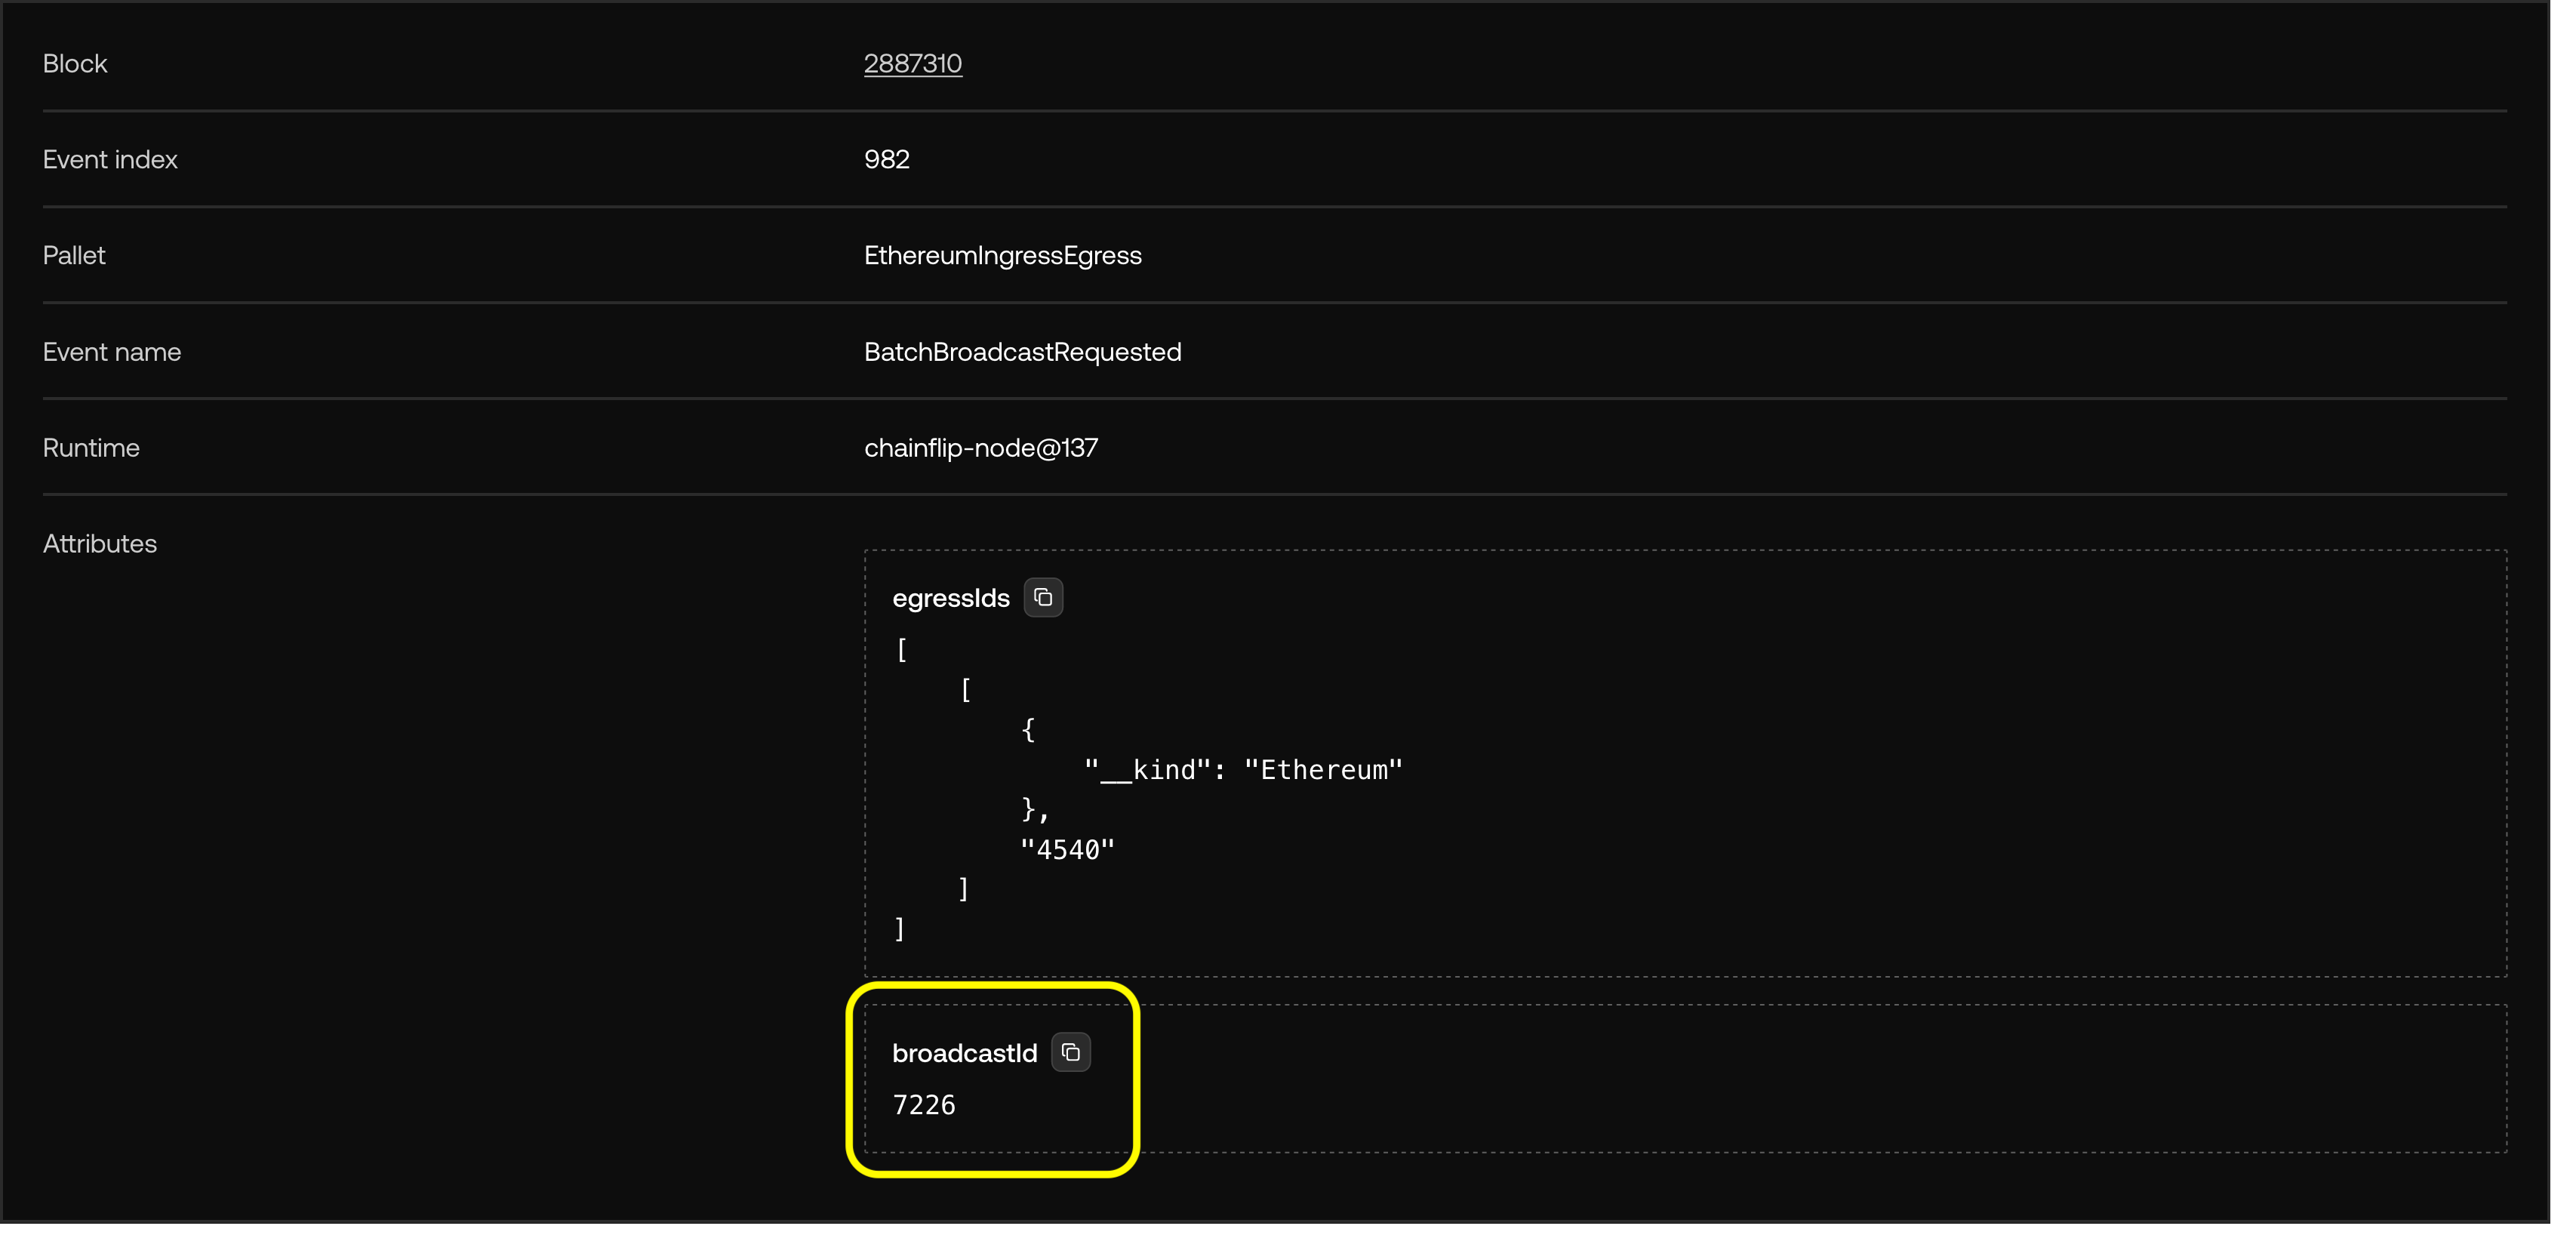 Block 2887310
Event index 982
Pallet EthereumIngressEgress
Event name BatchBroadcastRequested
Runtime chainflip-node@137
Attributes
egressIds
[
    [
        {
            "__kind": "Ethereum"
        },
        "4540"
    ]
]
broadcastId
7226